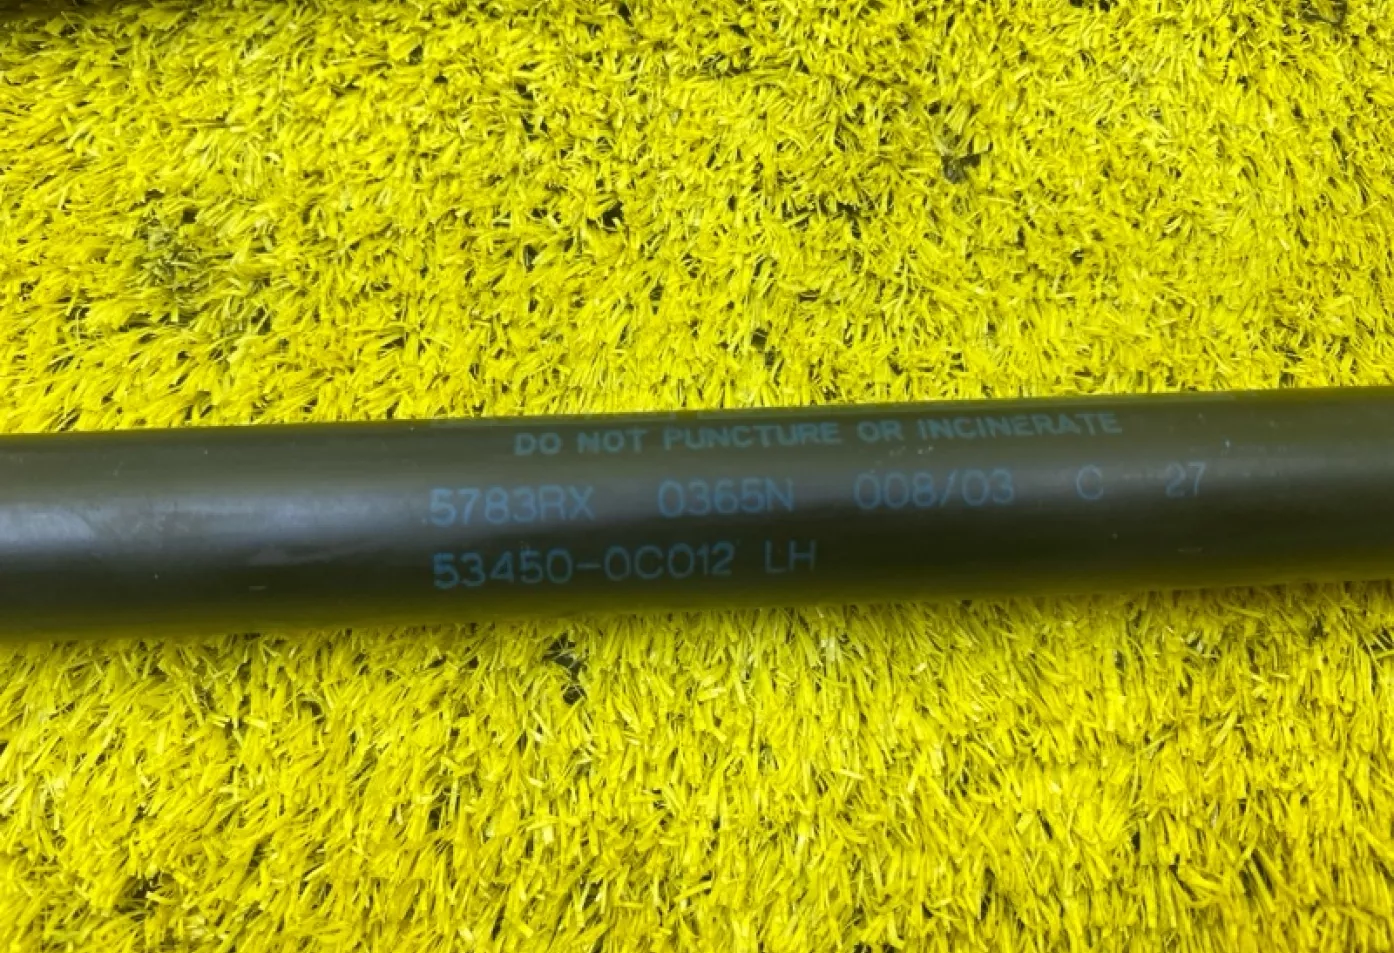 DO NOT PUNCTURE OR INCINERATE
5783RX 0365N 008/03 C 27
53450-0C012 LH